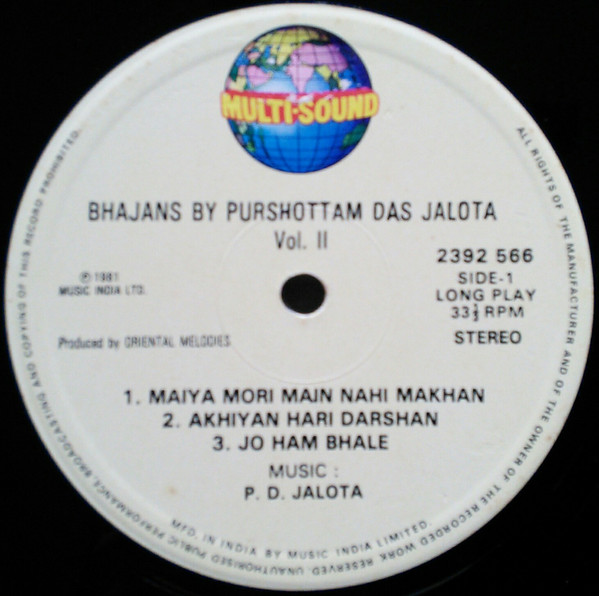 MULTI-SOUND
BHAJANS BY PURSHOTTAM DAS JALOTA
Vol. II
℗ 1981
MUSIC INDIA LTD.
2392 566
SIDE-1
LONG PLAY
33⅓ RPM
STEREO
Produced by ORIENTAL MELODIES
1. MAIYA MORI MAIN NAHI MAKHAN
2. AKHIYAN HARI DARSHAN
3. JO HAM BHALE
MUSIC :
P. D. JALOTA
MFD. IN INDIA BY MUSIC INDIA LIMITED.
ALL RIGHTS OF THE MANUFACTURER AND OF THE OWNER OF THE RECORDED WORK RESERVED. UNAUTHORISED PUBLIC PERFORMANCE, BROADCASTING AND COPYING OF THIS RECORD PROHIBITED.